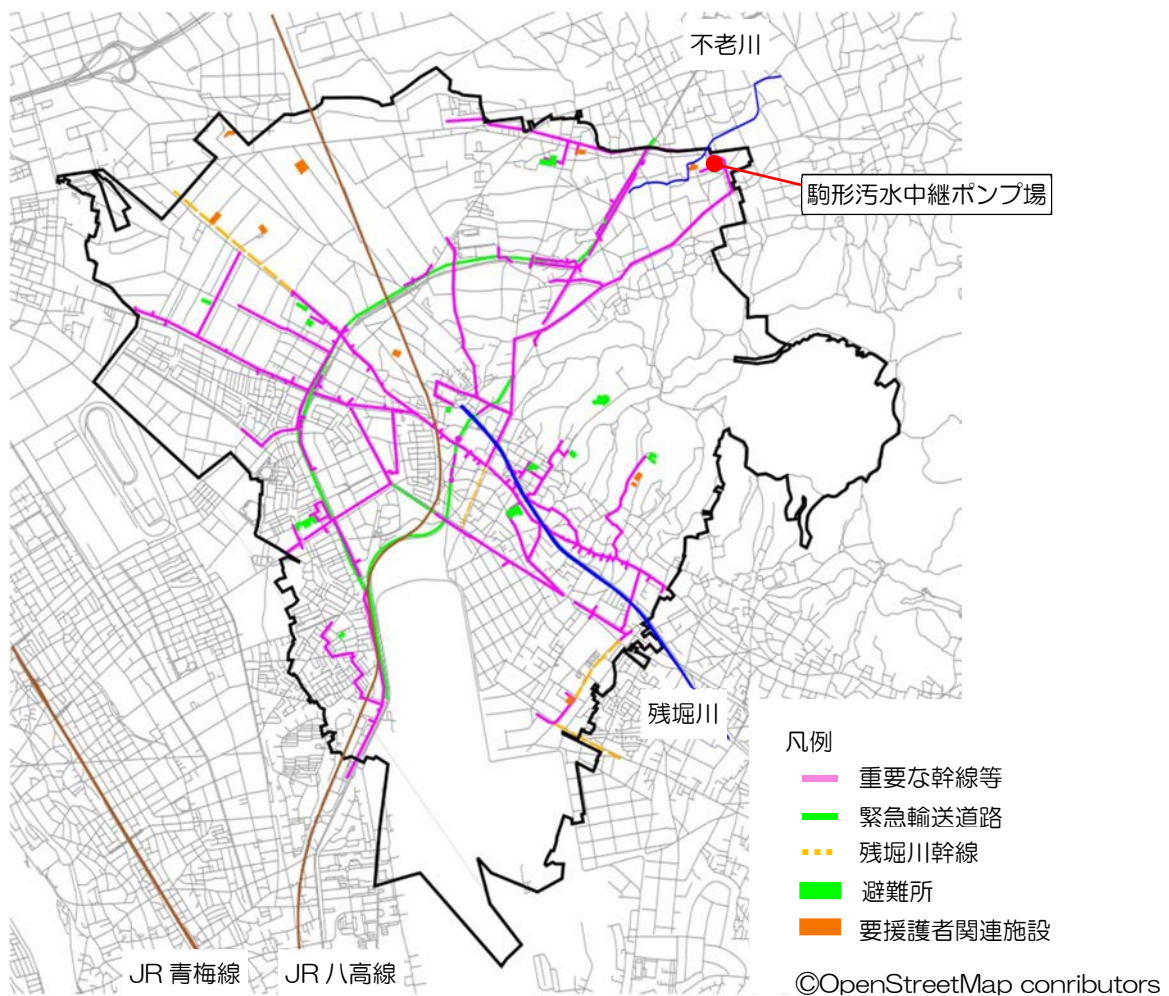 不老川
駒形汚水中継ポンプ場
残堀川
凡例
重要な幹線等
緊急輸送道路
残堀川幹線
避難所
要援護者関連施設
JR 青梅線
JR 八高線
©OpenStreetMap conributors